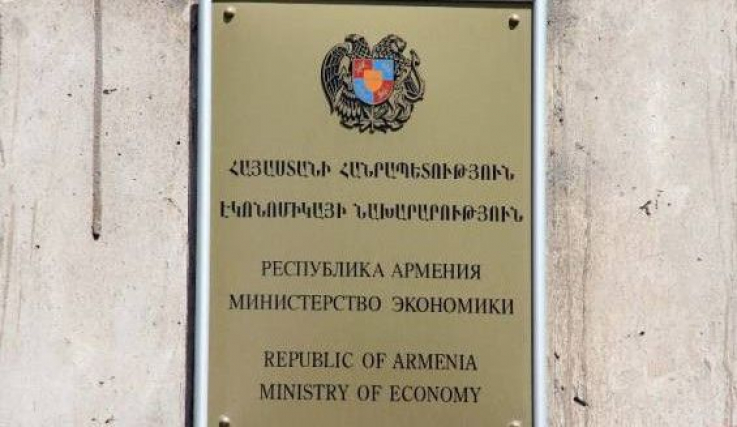 ՀԱՅԱՍՏԱՆԻ ՀԱՆՐԱՊԵՏՈՒԹՅՈՒՆ
ԷԿՈՆՈՄԻԿԱՅԻ ՆԱԽԱՐԱՐՈՒԹՅՈՒՆ
РЕСПУБЛИКА АРМЕНИЯ
МИНИСТЕРСТВО ЭКОНОМИКИ
REPUBLIC OF ARMENIA
MINISTRY OF ECONOMY